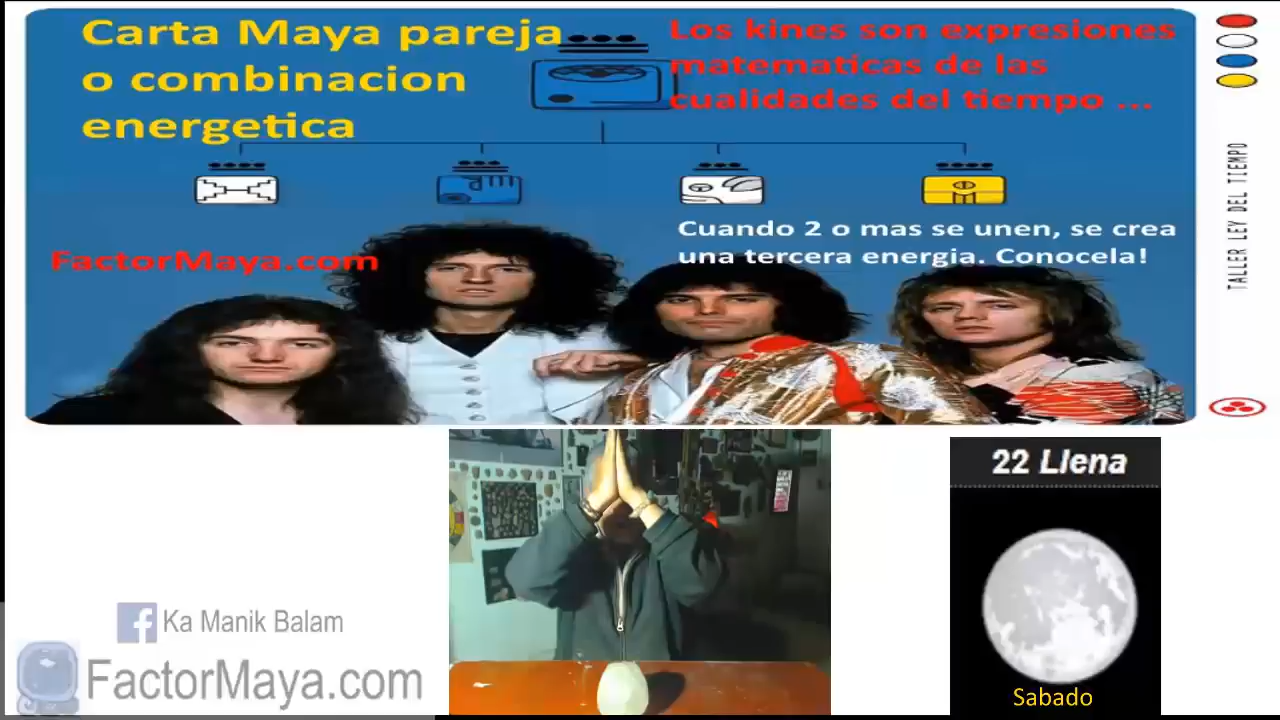 Carta Maya pareja
o combinacion
energetica
Los kines son expresiones
matematicas de las
cualidades del tiempo ...
TALLER LEY DEL TIEMPO
Cuando 2 o mas se unen, se crea
una tercera energia. Conocela!
FactorMaya.com
22 Llena
Sabado
Ka Manik Balam
FactorMaya.com